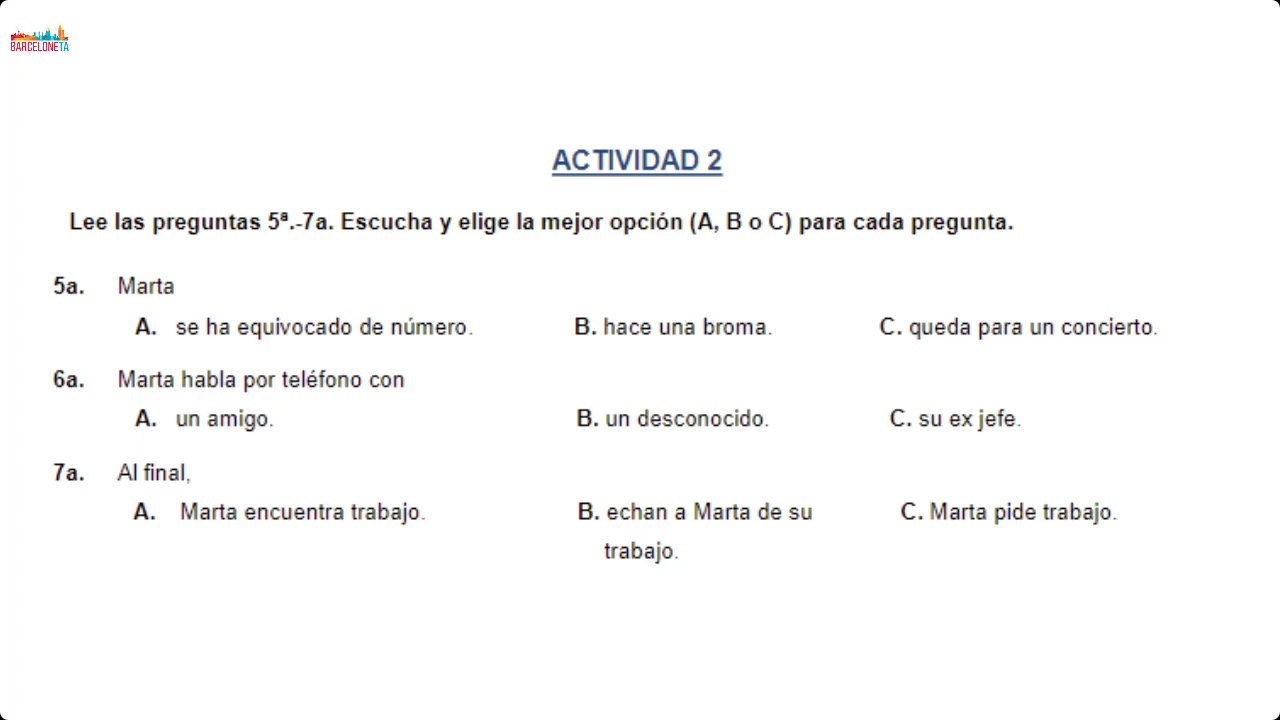 BARCELONETA
ACTIVIDAD 2
Lee las preguntas 5ª.-7a. Escucha y elige la mejor opción (A, B o C) para cada pregunta.
5a. Marta
A. se ha equivocado de número. B. hace una broma. C. queda para un concierto.
6a. Marta habla por teléfono con
A. un amigo. B. un desconocido. C. su ex jefe.
7a. Al final,
A. Marta encuentra trabajo. B. echan a Marta de su C. Marta pide trabajo.
trabajo.